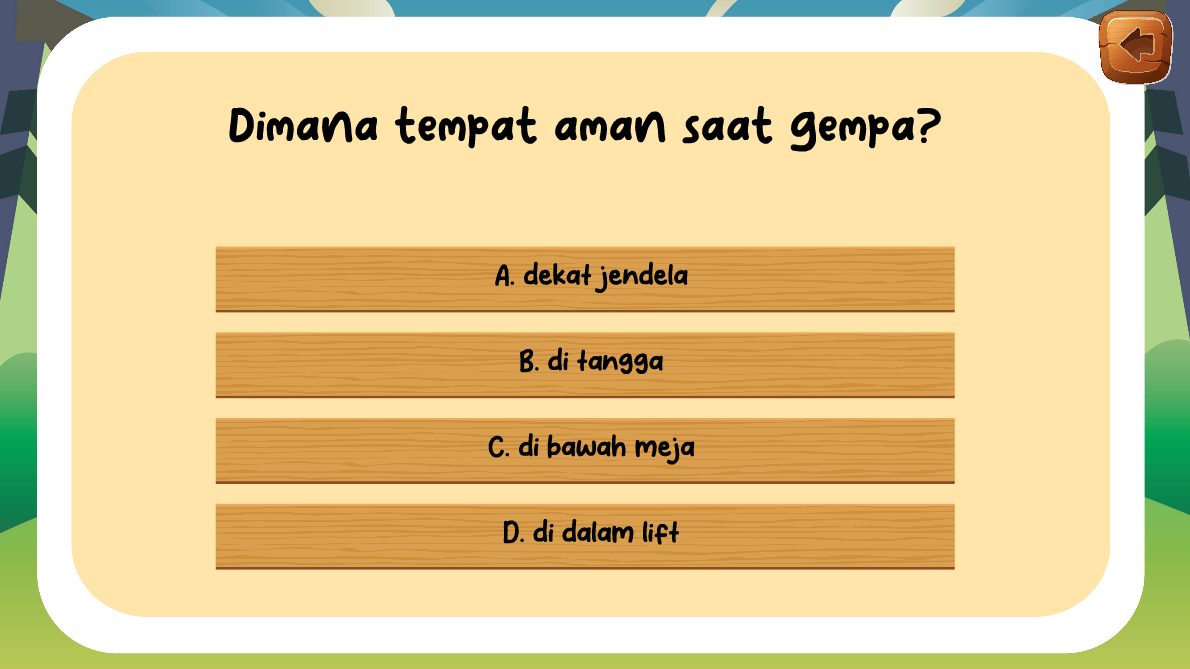 Dimana tempat aman saat gempa?
A. dekat jendela
B. di tangga
C. di bawah meja
D. di dalam lift